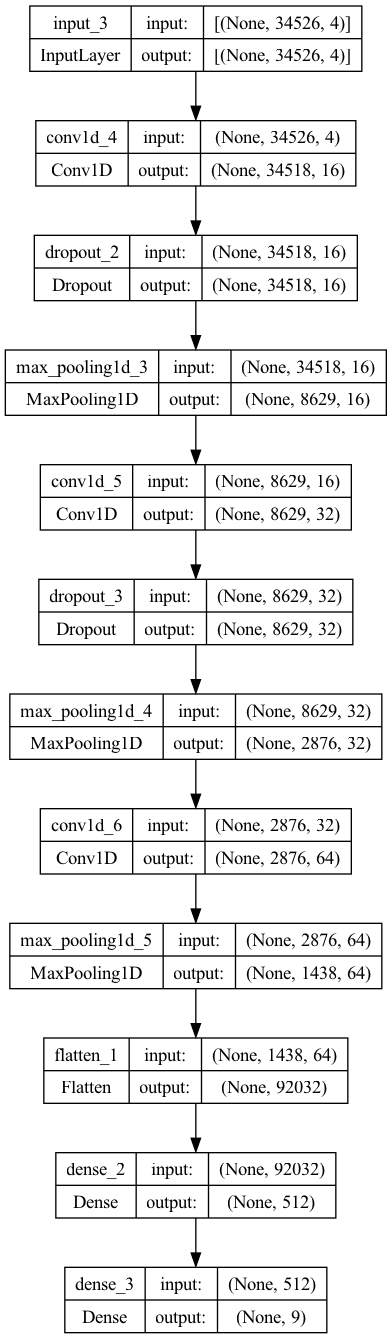 input_3 input: [(None, 34526, 4)]
InputLayer output: [(None, 34526, 4)]
conv1d_4 input: (None, 34526, 4)
Conv1D output: (None, 34518, 16)
dropout_2 input: (None, 34518, 16)
Dropout output: (None, 34518, 16)
max_pooling1d_3 input: (None, 34518, 16)
MaxPooling1D output: (None, 8629, 16)
conv1d_5 input: (None, 8629, 16)
Conv1D output: (None, 8629, 32)
dropout_3 input: (None, 8629, 32)
Dropout output: (None, 8629, 32)
max_pooling1d_4 input: (None, 8629, 32)
MaxPooling1D output: (None, 2876, 32)
conv1d_6 input: (None, 2876, 32)
Conv1D output: (None, 2876, 64)
max_pooling1d_5 input: (None, 2876, 64)
MaxPooling1D output: (None, 1438, 64)
flatten_1 input: (None, 1438, 64)
Flatten output: (None, 92032)
dense_2 input: (None, 92032)
Dense output: (None, 512)
dense_3 input: (None, 512)
Dense output: (None, 9)